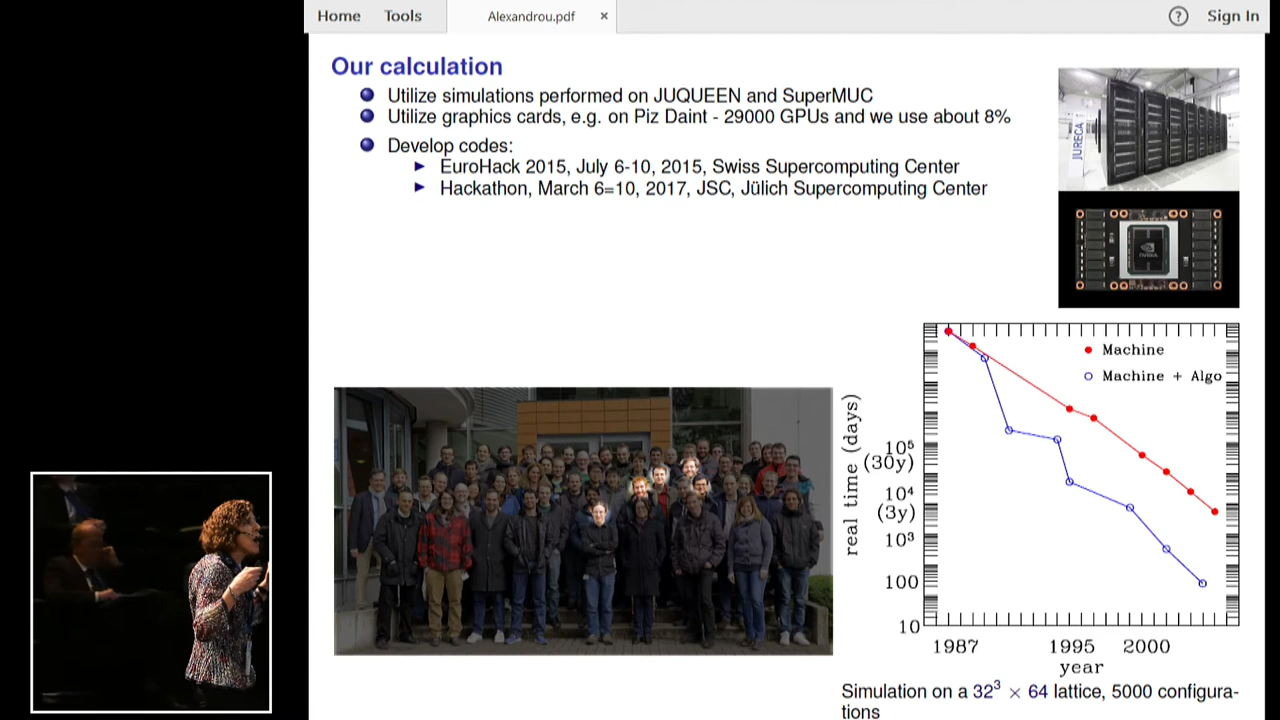 Home Tools Alexandrou.pdf × ? Sign In
Our calculation
Utilize simulations performed on JUQUEEN and SuperMUC
Utilize graphics cards, e.g. on Piz Daint - 29000 GPUs and we use about 8%
Develop codes:
EuroHack 2015, July 6-10, 2015, Swiss Supercomputing Center
Hackathon, March 6=10, 2017, JSC, Jülich Supercomputing Center
JURECA
NVIDIA
Machine
Machine + Algo
real time (days)
10⁵
(30y)
10⁴
(3y)
10³
100
10
1987 1995 2000
year
Simulation on a 32³ × 64 lattice, 5000 configura-
tions